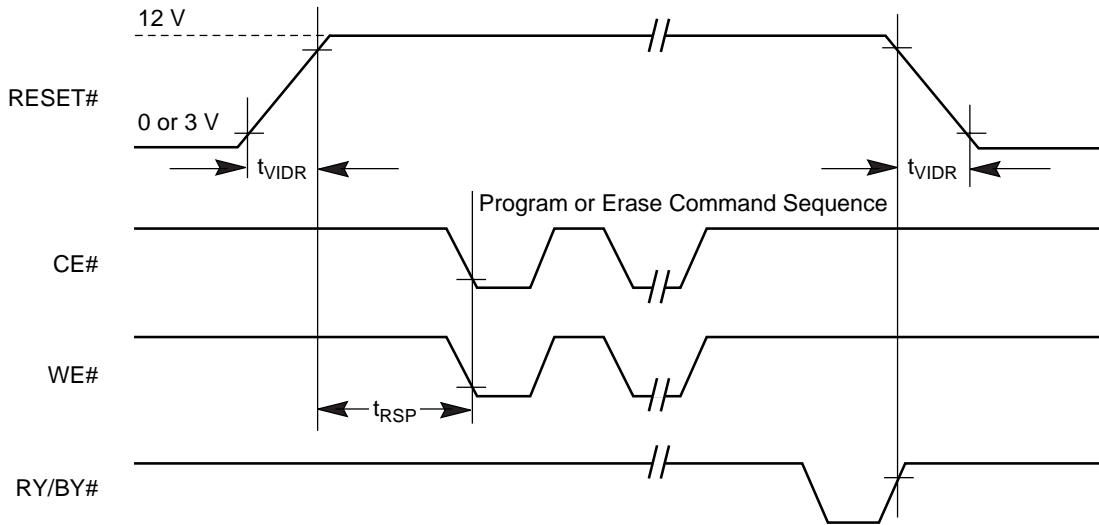 12 V
RESET#
0 or 3 V
tVIDR
tVIDR
Program or Erase Command Sequence
CE#
WE#
tRSP
RY/BY#